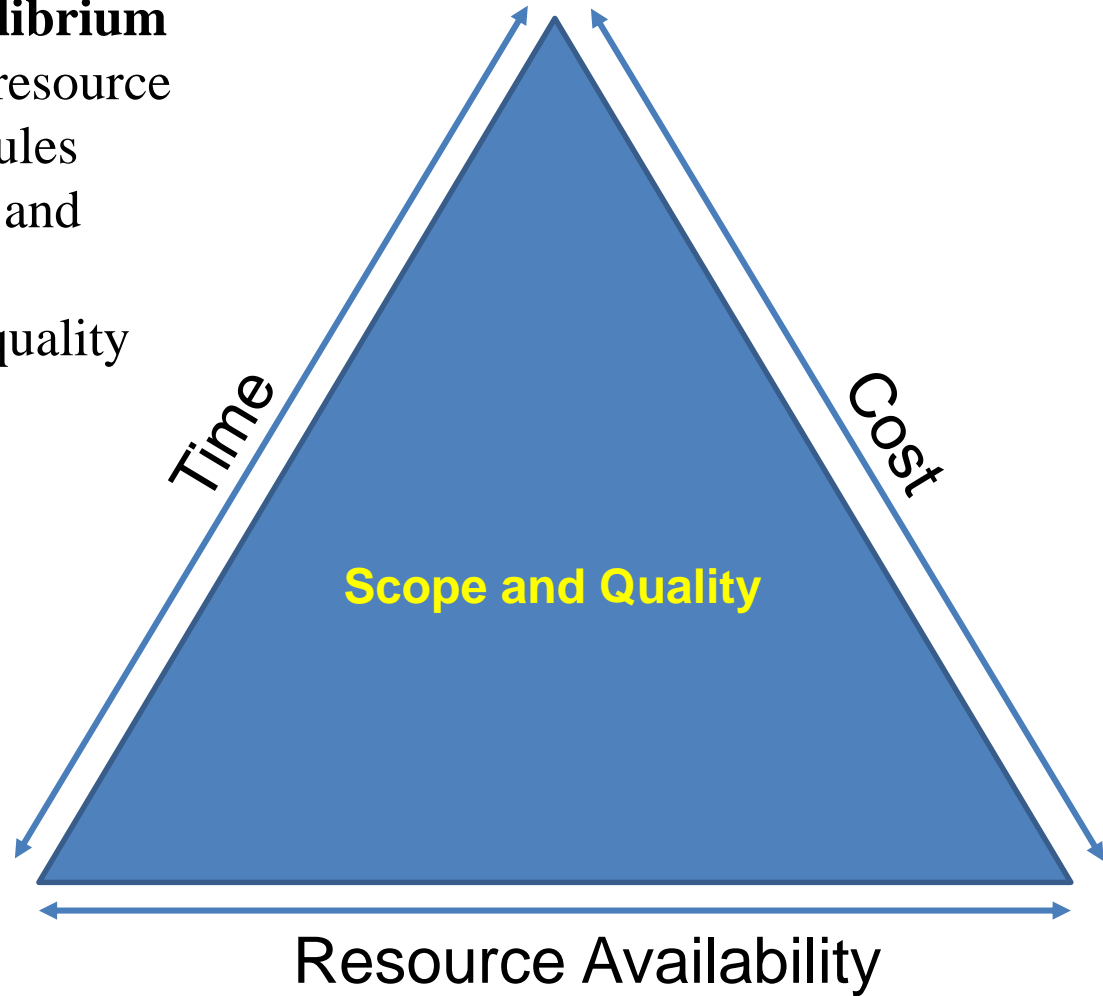 librium
resource
ules
and
quality
Time
Cost
Scope and Quality
Resource Availability